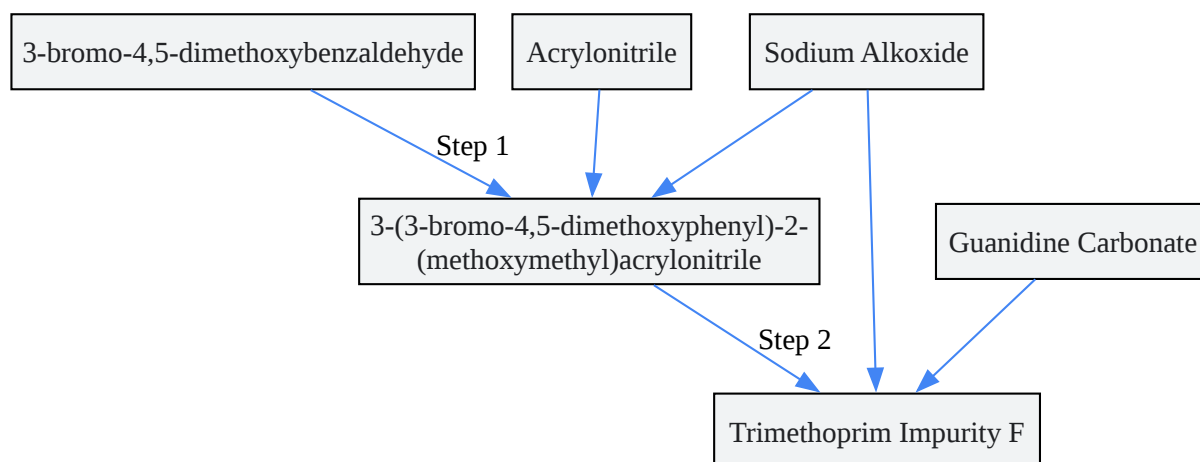 3-bromo-4,5-dimethoxybenzaldehyde
Acrylonitrile
Sodium Alkoxide
Step 1
3-(3-bromo-4,5-dimethoxyphenyl)-2-
(methoxymethyl)acrylonitrile
Guanidine Carbonate
Step 2
Trimethoprim Impurity F